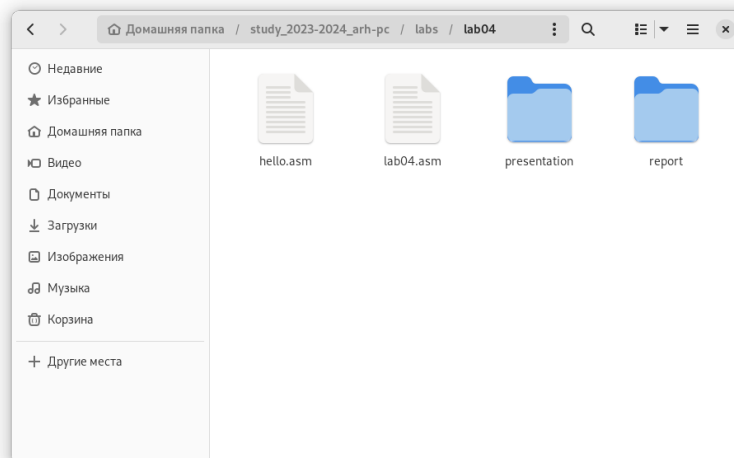 Домашняя папка / study_2023-2024_arh-pc / labs / lab04
Недавние
Избранные
Домашняя папка
Видео
Документы
Загрузки
Изображения
Музыка
Корзина
Другие места
hello.asm lab04.asm presentation report